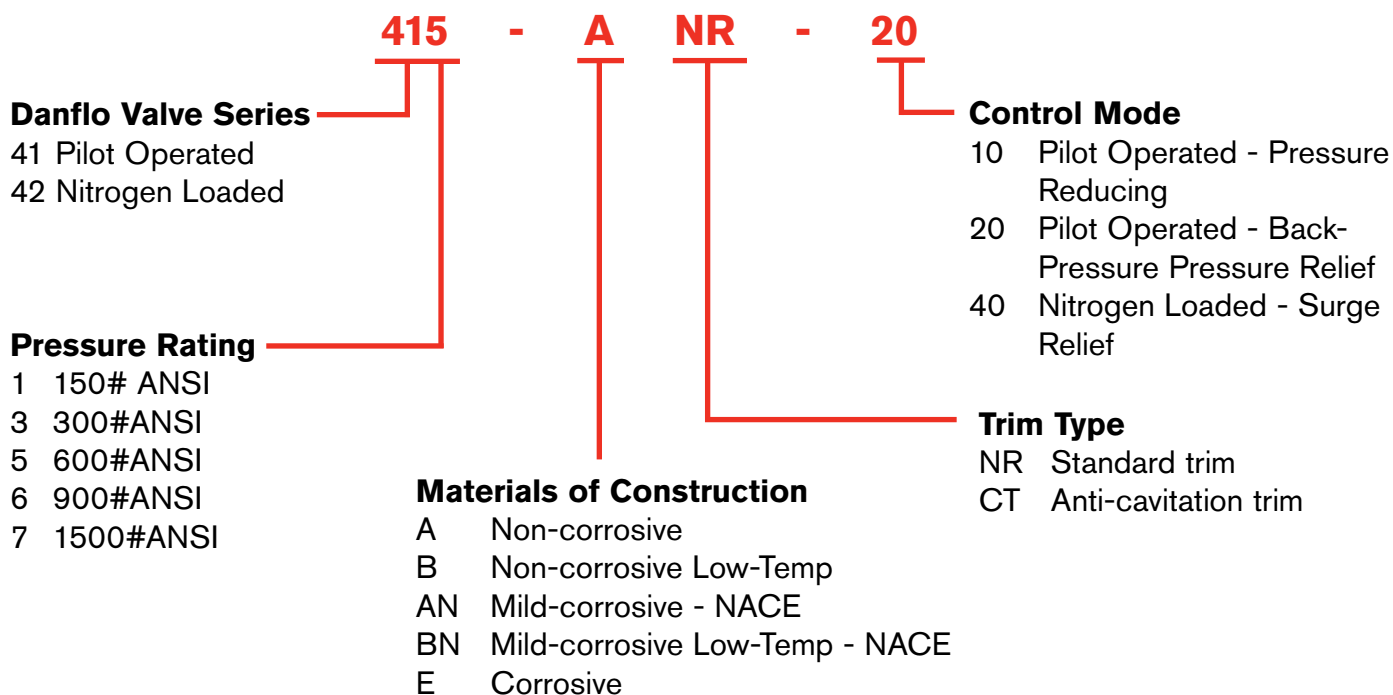 415 - A NR - 20
Danflo Valve Series
41 Pilot Operated
42 Nitrogen Loaded
Pressure Rating
1 150# ANSI
3 300#ANSI
5 600#ANSI
6 900#ANSI
7 1500#ANSI
Materials of Construction
A Non-corrosive
B Non-corrosive Low-Temp
AN Mild-corrosive - NACE
BN Mild-corrosive Low-Temp - NACE
E Corrosive
Control Mode
10 Pilot Operated - Pressure
Reducing
20 Pilot Operated - Back-
Pressure Pressure Relief
40 Nitrogen Loaded - Surge
Relief
Trim Type
NR Standard trim
CT Anti-cavitation trim